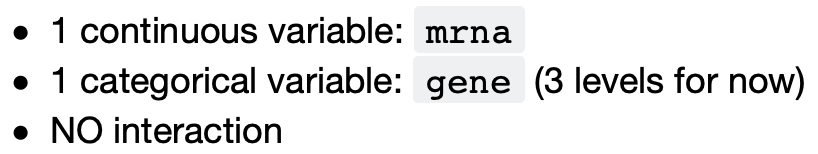 • 1 continuous variable: mrna
• 1 categorical variable: gene (3 levels for now)
• NO interaction